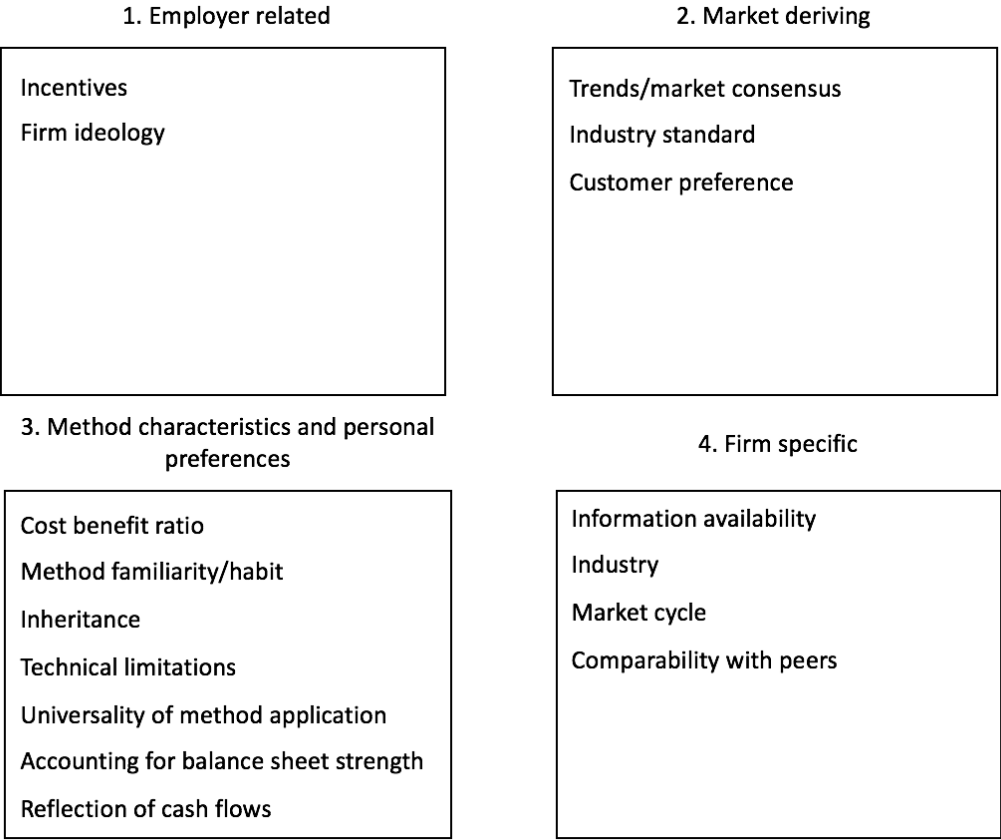 1. Employer related
Incentives
Firm ideology
2. Market deriving
Trends/market consensus
Industry standard
Customer preference
3. Method characteristics and personal
preferences
Cost benefit ratio
Method familiarity/habit
Inheritance
Technical limitations
Universality of method application
Accounting for balance sheet strength
Reflection of cash flows
4. Firm specific
Information availability
Industry
Market cycle
Comparability with peers